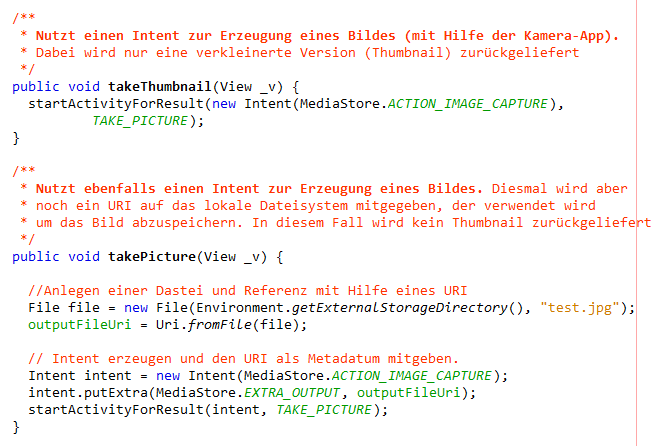 /**
 * Nutzt einen Intent zur Erzeugung eines Bildes (mit Hilfe der Kamera-App).
 * Dabei wird nur eine verkleinerte Version (Thumbnail) zurückgeliefert
 */
public void takeThumbnail(View _v) {
  startActivityForResult(new Intent(MediaStore.ACTION_IMAGE_CAPTURE),
          TAKE_PICTURE);
}

/**
 * Nutzt ebenfalls einen Intent zur Erzeugung eines Bildes. Diesmal wird aber
 * noch ein URI auf das lokale Dateisystem mitgegeben, der verwendet wird
 * um das Bild abzuspeichern. In diesem Fall wird kein Thumbnail zurückgeliefert
 */
public void takePicture(View _v) {

  //Anlegen einer Dastei und Referenz mit Hilfe eines URI
  File file = new File(Environment.getExternalStorageDirectory(), "test.jpg");
  outputFileUri = Uri.fromFile(file);

  // Intent erzeugen und den URI als Metadatum mitgeben.
  Intent intent = new Intent(MediaStore.ACTION_IMAGE_CAPTURE);
  intent.putExtra(MediaStore.EXTRA_OUTPUT, outputFileUri);
  startActivityForResult(intent, TAKE_PICTURE);
}